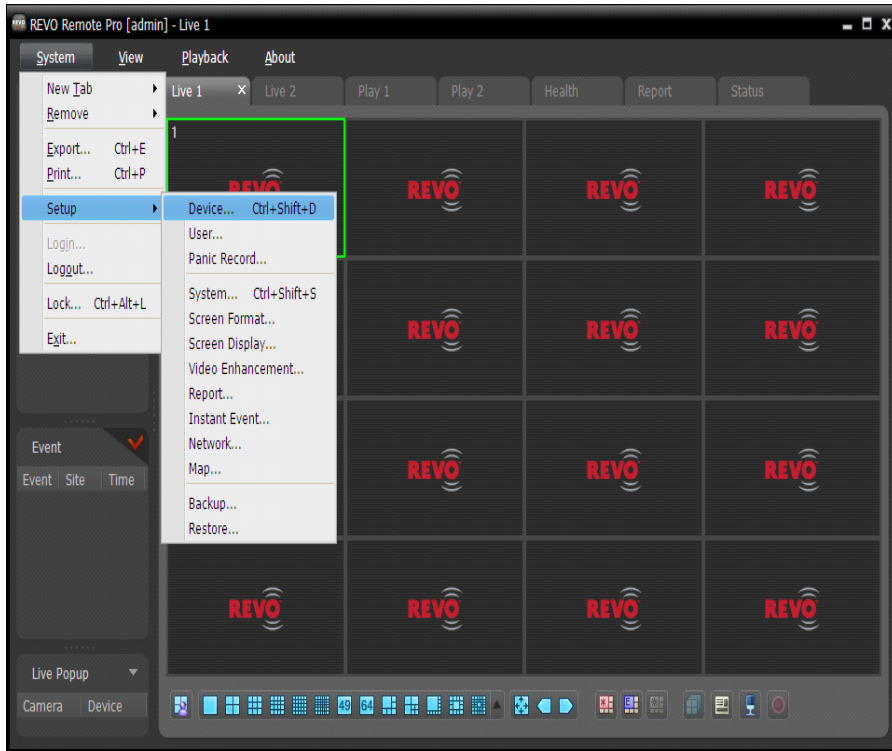 REVO Remote Pro [admin] - Live 1
System View Playback About
New Tab
Remove
Export... Ctrl+E
Print... Ctrl+P
Setup
Login...
Logout...
Lock... Ctrl+Alt+L
Exit...
Live 1 X Live 2 Play 1 Play 2 Health Report Status
1
REVO REVO REVO REVO
Device... Ctrl+Shift+D
User...
Panic Record...
System... Ctrl+Shift+S
Screen Format...
Screen Display...
Video Enhancement...
Report...
Instant Event...
Network...
Map...
Backup...
Restore...
REVO REVO REVO
REVO REVO REVO
REVO REVO REVO REVO
Event
Event Site Time
Live Popup
Camera Device
49 64